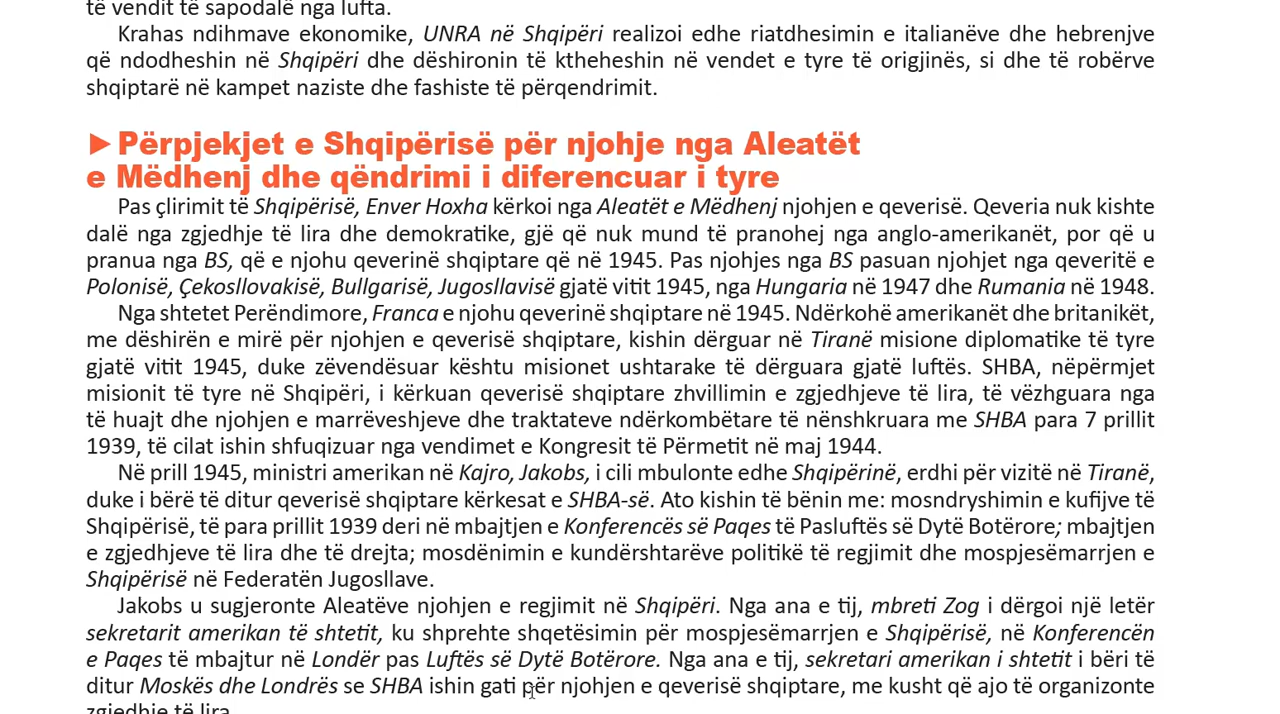 të vendit të sapodalë nga lufta.
Krahas ndihmave ekonomike, UNRA në Shqipëri realizoi edhe riatdhesimin e italianëve dhe hebrenjve
që ndodheshin në Shqipëri dhe dëshironin të ktheheshin në vendet e tyre të origjinës, si dhe të robërve
shqiptarë në kampet naziste dhe fashiste të përqendrimit.
►Përpjekjet e Shqipërisë për njohje nga Aleatët
e Mëdhenj dhe qëndrimi i diferencuar i tyre
Pas çlirimit të Shqipërisë, Enver Hoxha kërkoi nga Aleatët e Mëdhenj njohjen e qeverisë. Qeveria nuk kishte
dalë nga zgjedhje të lira dhe demokratike, gjë që nuk mund të pranohej nga anglo-amerikanët, por që u
pranua nga BS, që e njohu qeverinë shqiptare që në 1945. Pas njohjes nga BS pasuan njohjet nga qeveritë e
Polonisë, Çekosllovakisë, Bullgarisë, Jugosllavisë gjatë vitit 1945, nga Hungaria në 1947 dhe Rumania në 1948.
Nga shtetet Perëndimore, Franca e njohu qeverinë shqiptare në 1945. Ndërkohë amerikanët dhe britanikët,
me dëshirën e mirë për njohjen e qeverisë shqiptare, kishin dërguar në Tiranë misione diplomatike të tyre
gjatë vitit 1945, duke zëvendësuar kështu misionet ushtarake të dërguara gjatë luftës. SHBA, nëpërmjet
misionit të tyre në Shqipëri, i kërkuan qeverisë shqiptare zhvillimin e zgjedhjeve të lira, të vëzhguara nga
të huajt dhe njohjen e marrëveshjeve dhe traktateve ndërkombëtare të nënshkruara me SHBA para 7 prillit
1939, të cilat ishin shfuqizuar nga vendimet e Kongresit të Përmetit në maj 1944.
Në prill 1945, ministri amerikan në Kajro, Jakobs, i cili mbulonte edhe Shqipërinë, erdhi për vizitë në Tiranë,
duke i bërë të ditur qeverisë shqiptare kërkesat e SHBA-së. Ato kishin të bënin me: mosndryshimin e kufijve të
Shqipërisë, të para prillit 1939 deri në mbajtjen e Konferencës së Paqes të Pasluftës së Dytë Botërore; mbajtjen
e zgjedhjeve të lira dhe të drejta; mosdënimin e kundërshtarëve politikë të regjimit dhe mospjesëmarrjen e
Shqipërisë në Federatën Jugosllave.
Jakobs u sugjeronte Aleatëve njohjen e regjimit në Shqipëri. Nga ana e tij, mbreti Zog i dërgoi një letër
sekretarit amerikan të shtetit, ku shprehte shqetësimin për mospjesëmarrjen e Shqipërisë, në Konferencën
e Paqes të mbajtur në Londër pas Luftës së Dytë Botërore. Nga ana e tij, sekretari amerikan i shtetit i bëri të
ditur Moskës dhe Londrës se SHBA ishin gati për njohjen e qeverisë shqiptare, me kusht që ajo të organizonte
zgjedhje të lira.